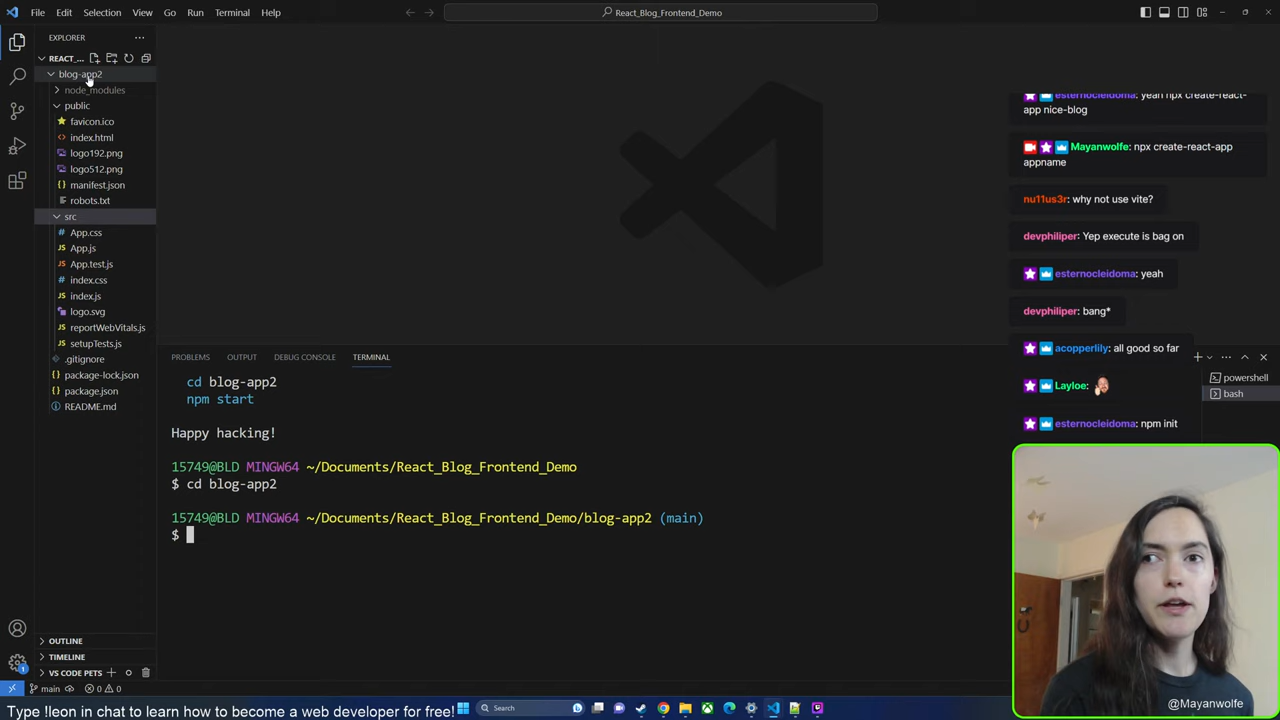 File Edit Selection View Go Run Terminal Help
React_Blog_Frontend_Demo
EXPLORER
REACT_...
blog-app2
node_modules
public
favicon.ico
index.html
logo192.png
logo512.png
manifest.json
robots.txt
src
App.css
App.js
App.test.js
index.css
index.js
logo.svg
reportWebVitals.js
setupTests.js
.gitignore
package-lock.json
package.json
README.md
OUTLINE
TIMELINE
VS CODE PETS
PROBLEMS OUTPUT DEBUG CONSOLE TERMINAL
cd blog-app2
npm start
Happy hacking!
15749@BLD MINGW64 ~/Documents/React_Blog_Frontend_Demo
$ cd blog-app2
15749@BLD MINGW64 ~/Documents/React_Blog_Frontend_Demo/blog-app2 (main)
$
powershell
bash
esternocleidoma: yeah npx create-react-
app nice-blog
Mayanwolfe: npx create-react-app
appname
nu11us3r: why not use vite?
devphiliper: Yep execute is bag on
esternocleidoma: yeah
devphiliper: bang*
acopperlily: all good so far
Layloe:
esternocleidoma: npm init
@Mayanwolfe
1
main 0 0
Type !leon in chat to learn how to become a web developer for free!
Search